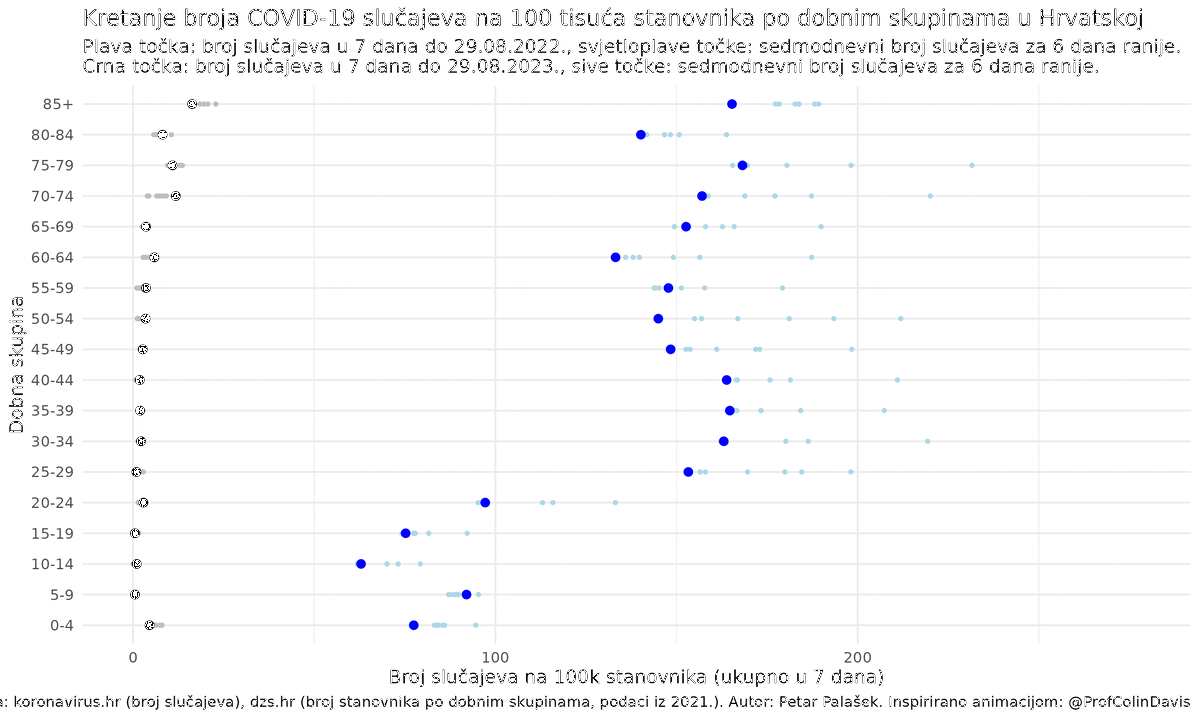 Kretanje broja COVID-19 slučajeva na 100 tisuća stanovnika po dobnim skupinama u Hrvatskoj
Plava točka: broj slučajeva u 7 dana do 29.08.2022., svjetloplave točke: sedmodnevni broj slučajeva za 6 dana ranije.
Crna točka: broj slučajeva u 7 dana do 29.08.2023., sive točke: sedmodnevni broj slučajeva za 6 dana ranije.
Dobna skupina
85+
80-84
75-79
70-74
65-69
60-64
55-59
50-54
45-49
40-44
35-39
30-34
25-29
20-24
15-19
10-14
5-9
0-4
0 100 200
Broj slučajeva na 100k stanovnika (ukupno u 7 dana)
koronavirus.hr (broj slučajeva), dzs.hr (broj stanovnika po dobnim skupinama, podaci iz 2021.). Autor: Petar Palašek. Inspirirano animacijom: @ProfColinDavis